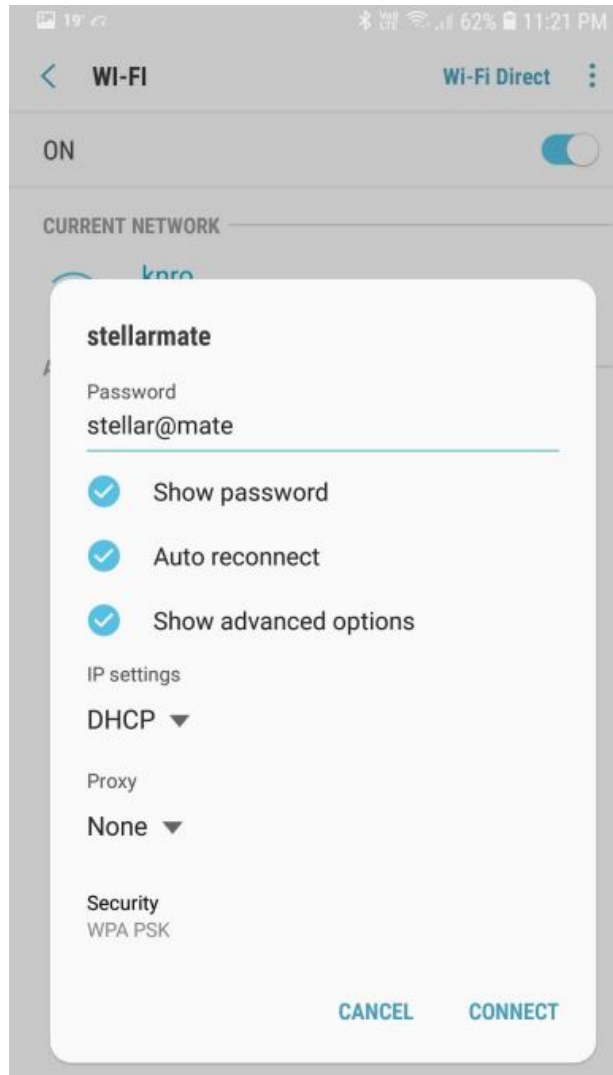 19°
62% 11:21 PM
WI-FI Wi-Fi Direct
ON
CURRENT NETWORK
knro
stellarmate
A
Password
stellar@mate
Show password
Auto reconnect
Show advanced options
IP settings
DHCP
Proxy
None
Security
WPA PSK
CANCEL CONNECT